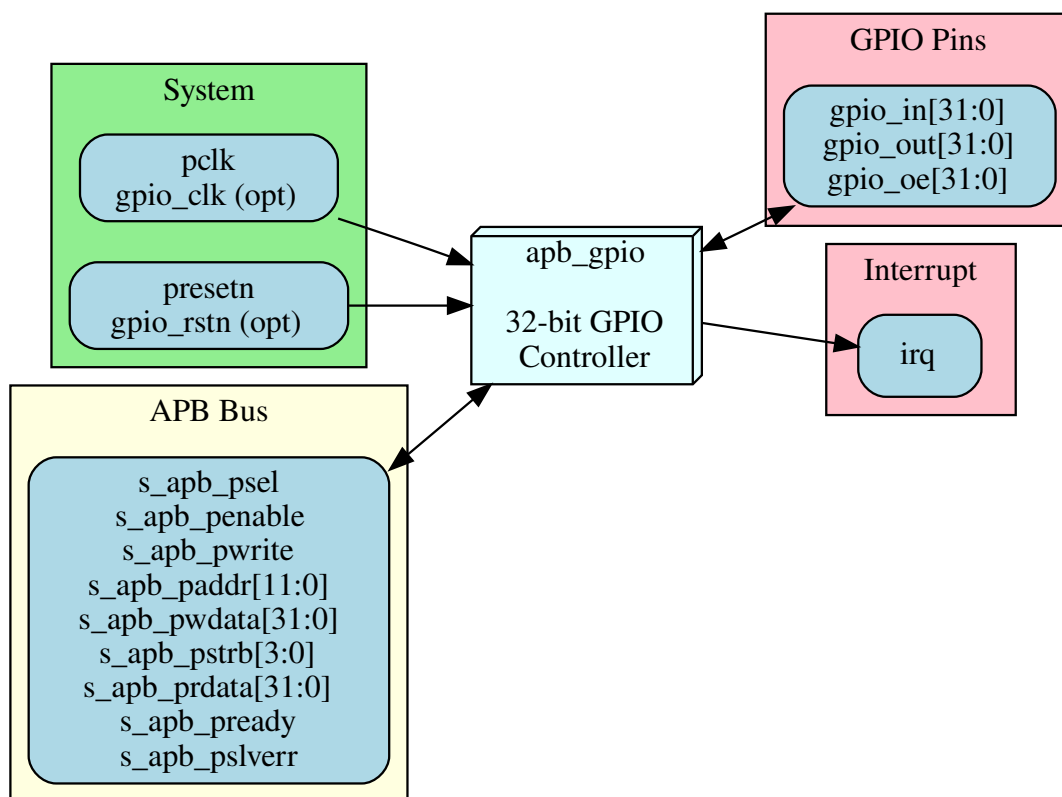 System
pclk
gpio_clk (opt)
presetn
gpio_rstn (opt)
APB Bus
s_apb_psel
s_apb_penable
s_apb_pwrite
s_apb_paddr[11:0]
s_apb_pwdata[31:0]
s_apb_pstrb[3:0]
s_apb_prdata[31:0]
s_apb_pready
s_apb_pslverr
apb_gpio
32-bit GPIO
Controller
GPIO Pins
gpio_in[31:0]
gpio_out[31:0]
gpio_oe[31:0]
Interrupt
irq